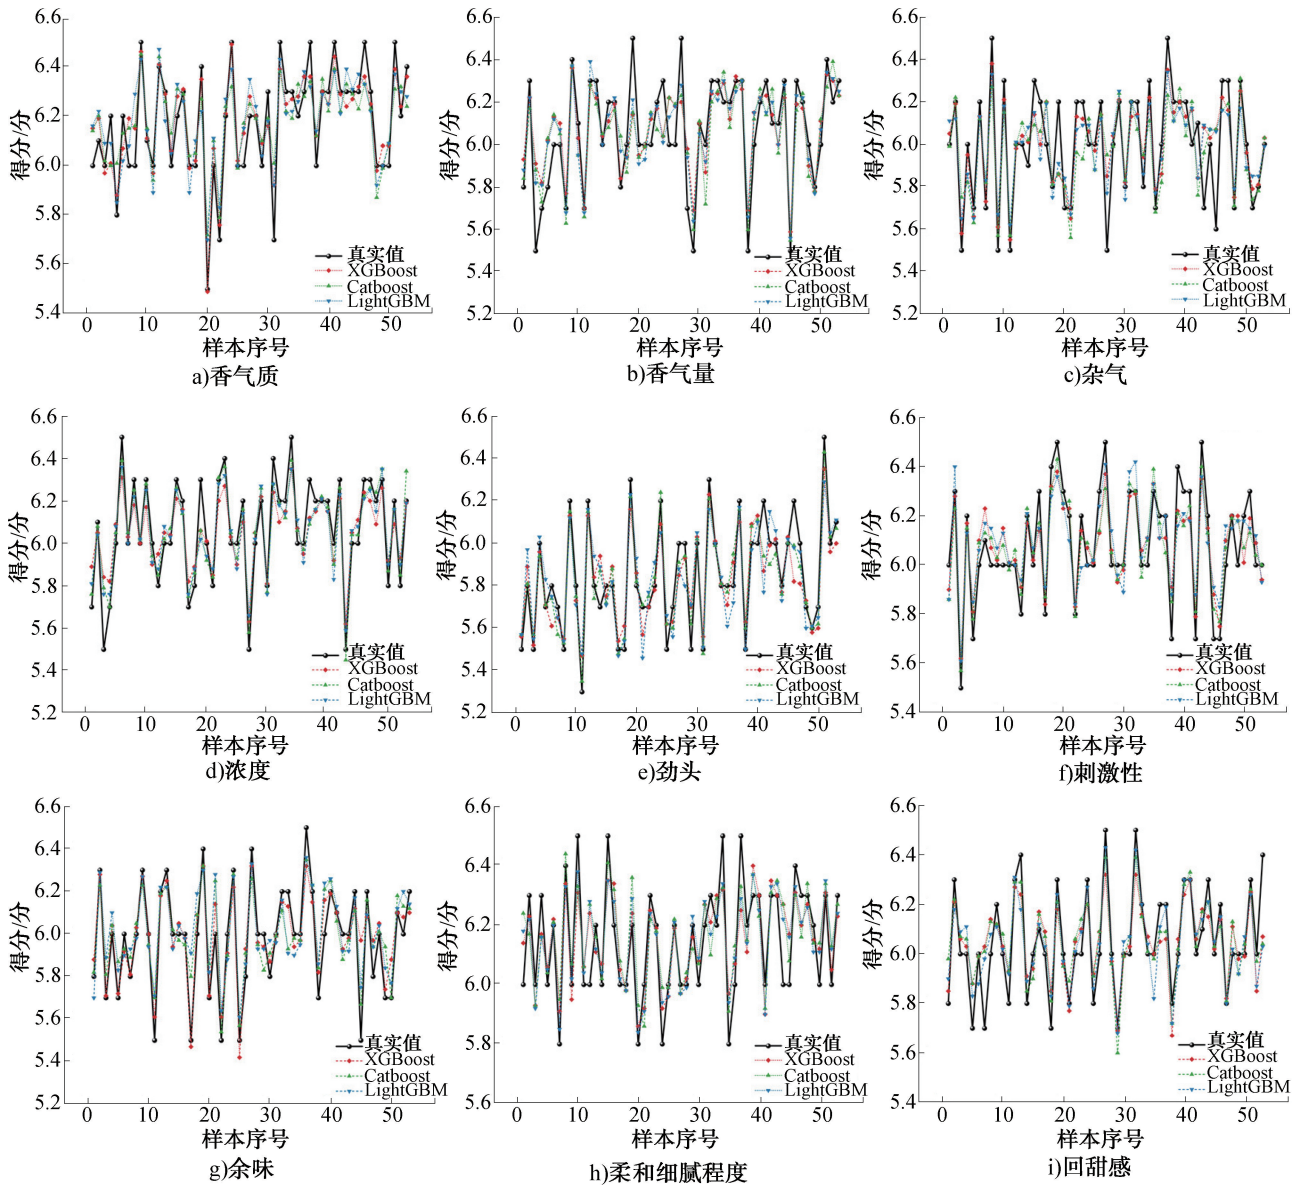 6.6
6.4
6.2
6.0
5.8
5.6
5.4
得分/分
真实值
XGBoost
Catboost
LightGBM
0 10 20 30 40 50
样本序号
a)香气质
6.6
6.4
6.2
6.0
5.8
5.6
5.4
5.2
得分/分
真实值
XGBoost
Catboost
LightGBM
0 10 20 30 40 50
样本序号
b)香气量
6.6
6.4
6.2
6.0
5.8
5.6
5.4
5.2
得分/分
真实值
XGBoost
Catboost
LightGBM
0 10 20 30 40 50
样本序号
c)杂气
6.6
6.4
6.2
6.0
5.8
5.6
5.4
5.2
得分/分
真实值
XGBoost
Catboost
LightGBM
0 10 20 30 40 50
样本序号
d)浓度
6.6
6.4
6.2
6.0
5.8
5.6
5.4
5.2
得分/分
真实值
XGBoost
Catboost
LightGBM
0 10 20 30 40 50
样本序号
e)劲头
6.6
6.4
6.2
6.0
5.8
5.6
5.4
得分/分
真实值
XGBoost
Catboost
LightGBM
0 10 20 30 40 50
样本序号
f)刺激性
6.6
6.4
6.2
6.0
5.8
5.6
5.4
5.2
得分/分
真实值
XGBoost
Catboost
LightGBM
0 10 20 30 40 50
样本序号
g)余味
6.6
6.4
6.2
6.0
5.8
5.6
得分/分
真实值
XGBoost
Catboost
LightGBM
0 10 20 30 40 50
样本序号
h)柔和细腻程度
6.6
6.4
6.2
6.0
5.8
5.6
5.4
得分/分
真实值
XGBoost
Catboost
LightGBM
0 10 20 30 40 50
样本序号
i)回甜感